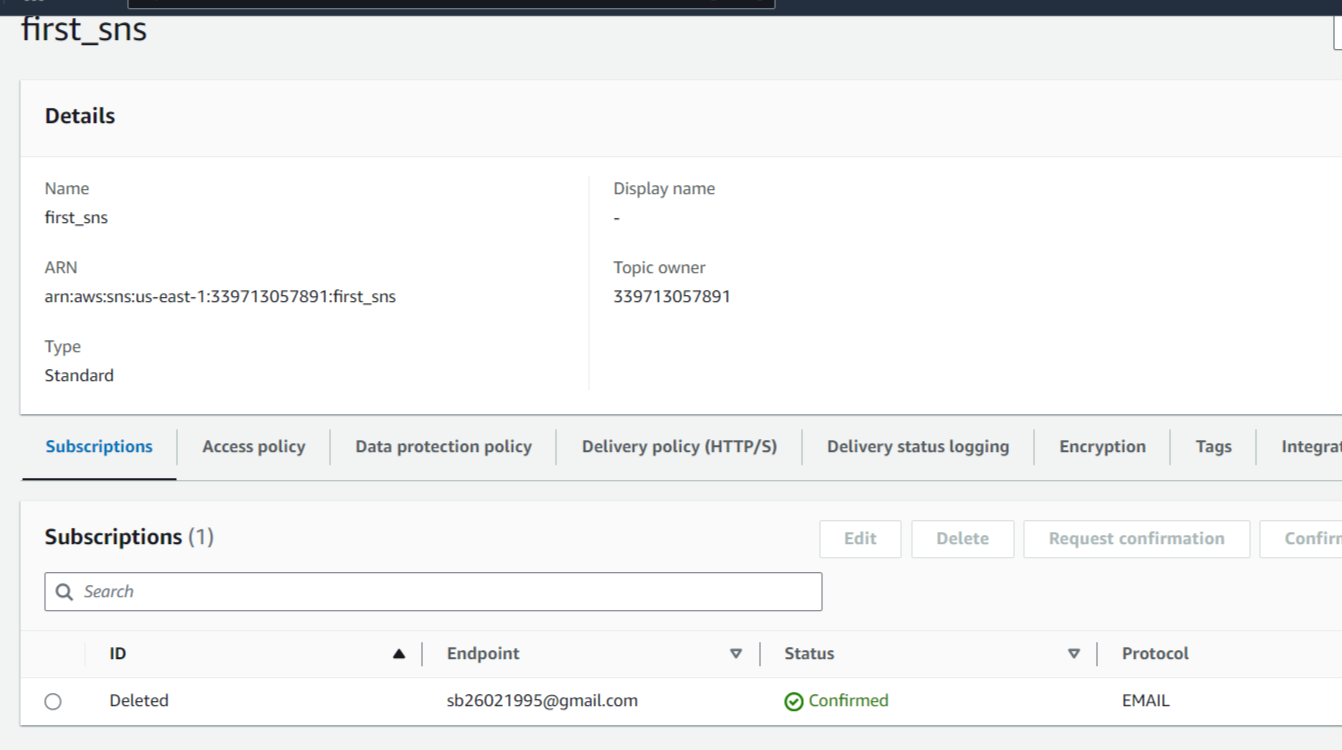 first_sns
Details
Name
first_sns
Display name
-
ARN
arn:aws:sns:us-east-1:339713057891:first_sns
Topic owner
339713057891
Type
Standard
Subscriptions Access policy Data protection policy Delivery policy (HTTP/S) Delivery status logging Encryption Tags Integrat
Subscriptions (1) Edit Delete Request confirmation Confirm
Search
ID Endpoint Status Protocol
Deleted sb26021995@gmail.com Confirmed EMAIL